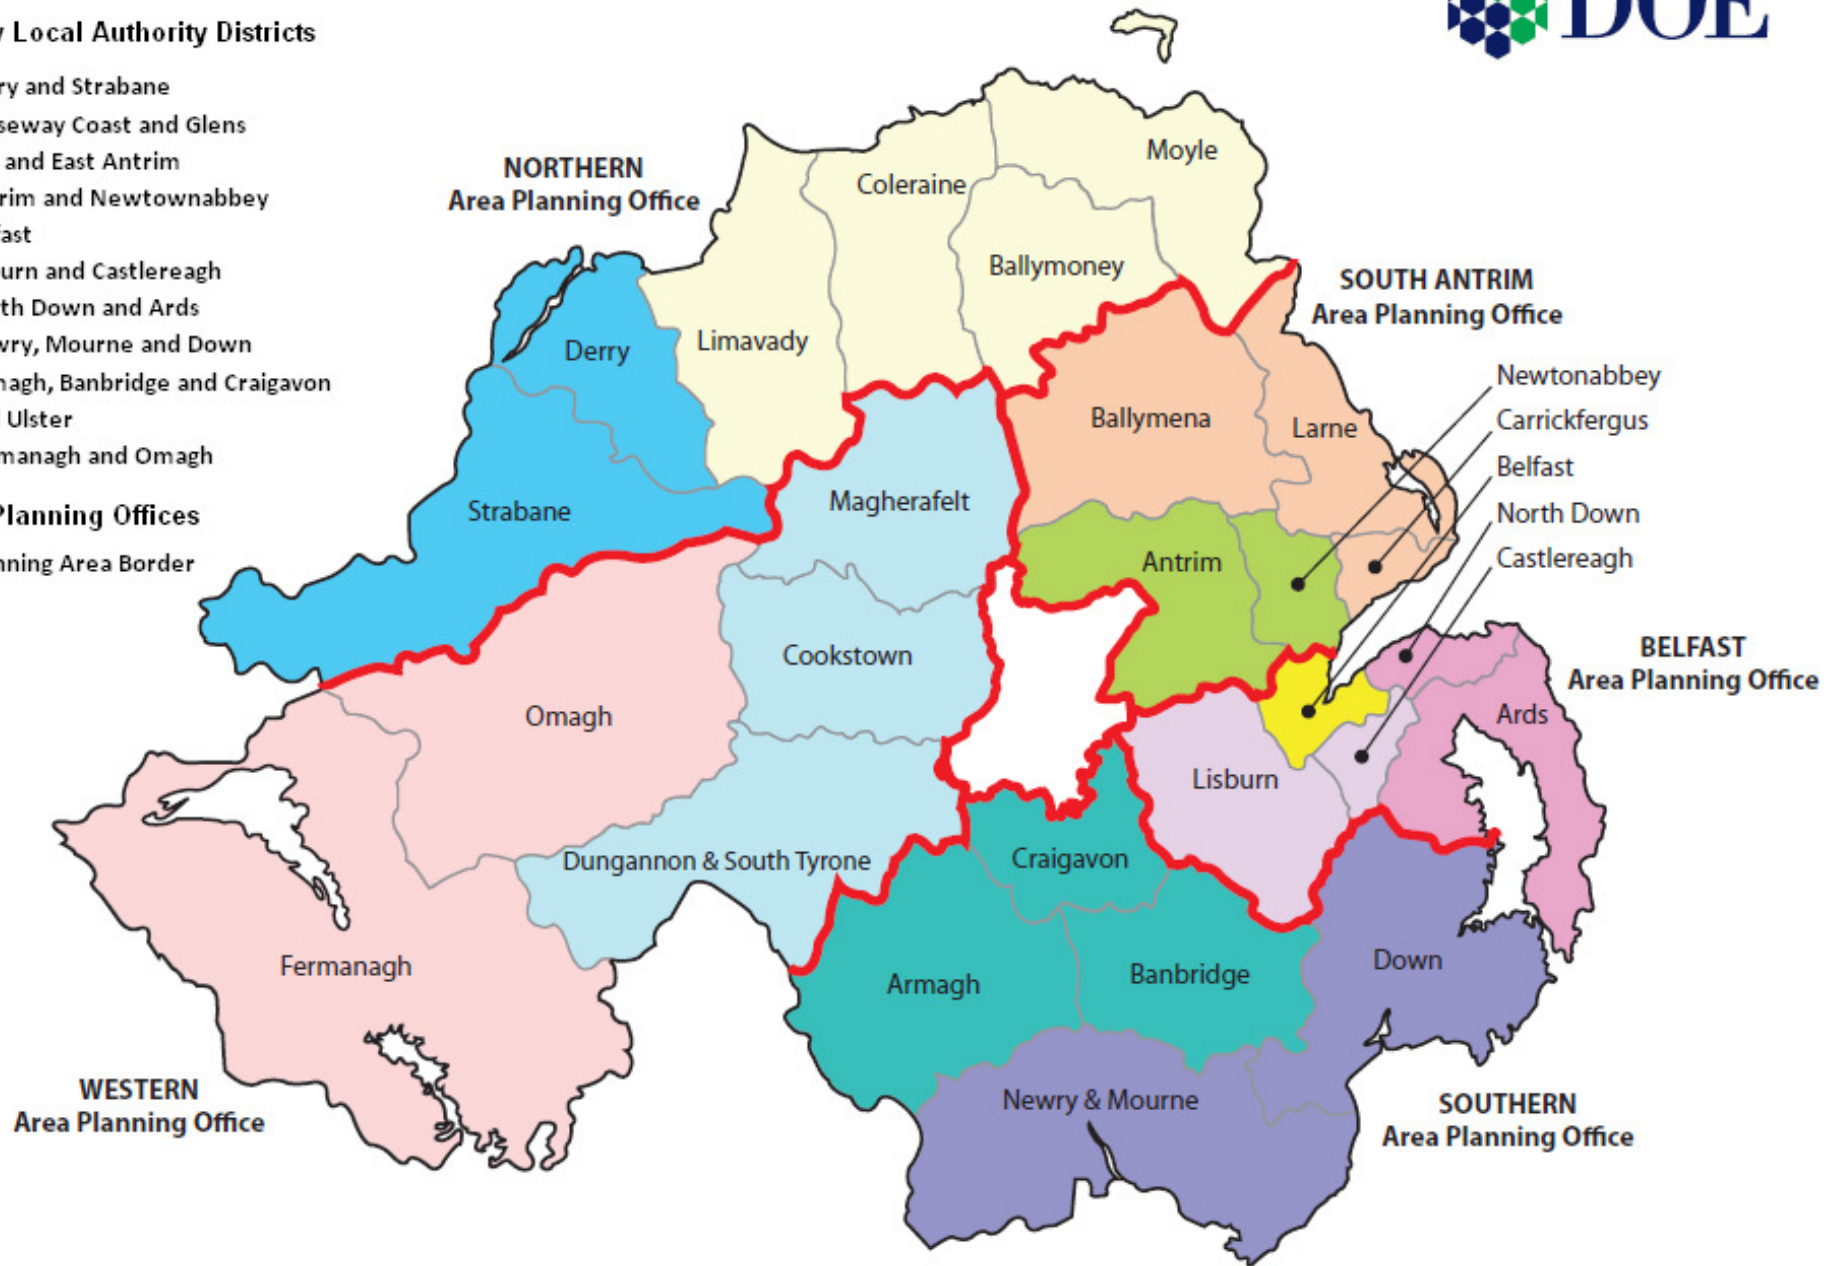 Local Authority Districts
ry and Strabane
seway Coast and Glens
and East Antrim
rim and Newtownabbey
fast
urn and Castlereagh
th Down and Ards
wry, Mourne and Down
nagh, Banbridge and Craigavon
Ulster
managh and Omagh
Planning Offices
nning Area Border
DOE
NORTHERN
Area Planning Office
Moyle
Coleraine
Ballymoney
SOUTH ANTRIM
Area Planning Office
Derry
Limavady
Newtonabbey
Carrickfergus
Belfast
North Down
Castlereagh
Ballymena
Larne
Strabane
Magherafelt
Antrim
Cookstown
BELFAST
Area Planning Office
Omagh
Ards
Lisburn
Dungannon & South Tyrone
Craigavon
Fermanagh
Armagh
Banbridge
Down
WESTERN
Area Planning Office
Newry & Mourne
SOUTHERN
Area Planning Office